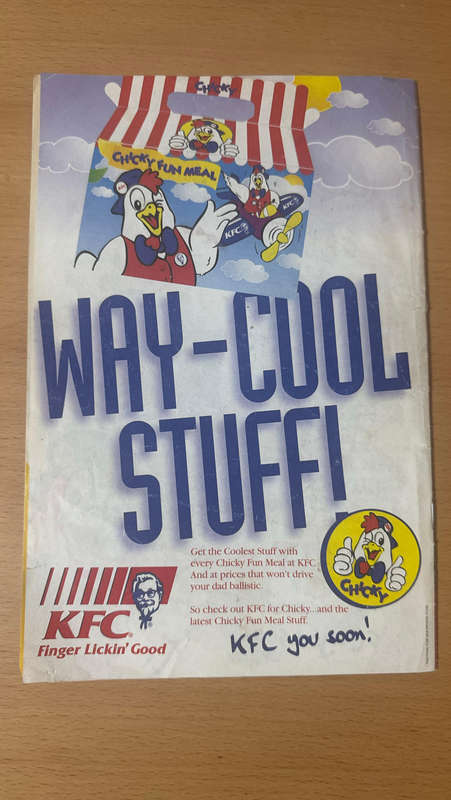 CHICKY
CHICKY FUN MEAL
KFC
WAY-COOL
STUFF!
Get the Coolest Stuff with
every Chicky Fun Meal at KFC.
And at prices that won't drive
your dad ballistic.
So check out KFC for Chicky...and the
latest Chicky Fun Meal Stuff.
KFC you soon!
CHICKY
KFC
Finger Lickin' Good